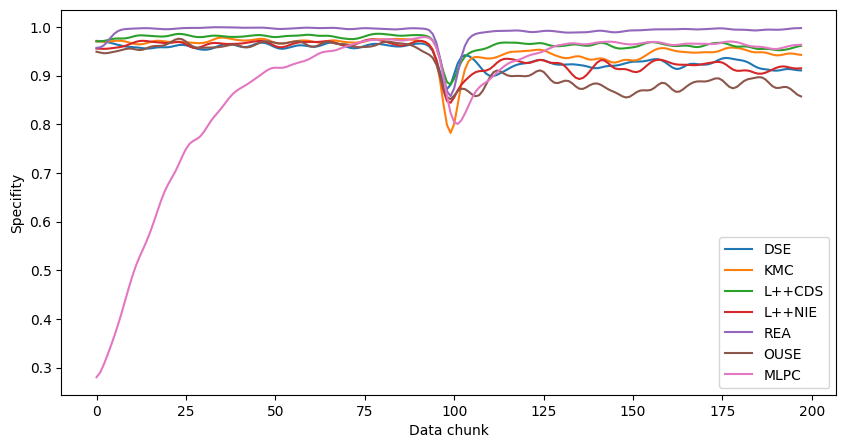 1.0
0.9
0.8
0.7
0.6
0.5
0.4
0.3
Specifity
0
25
50
75
100
125
150
175
200
Data chunk
DSE
KMC
L++CDS
L++NIE
REA
OUSE
MLPC